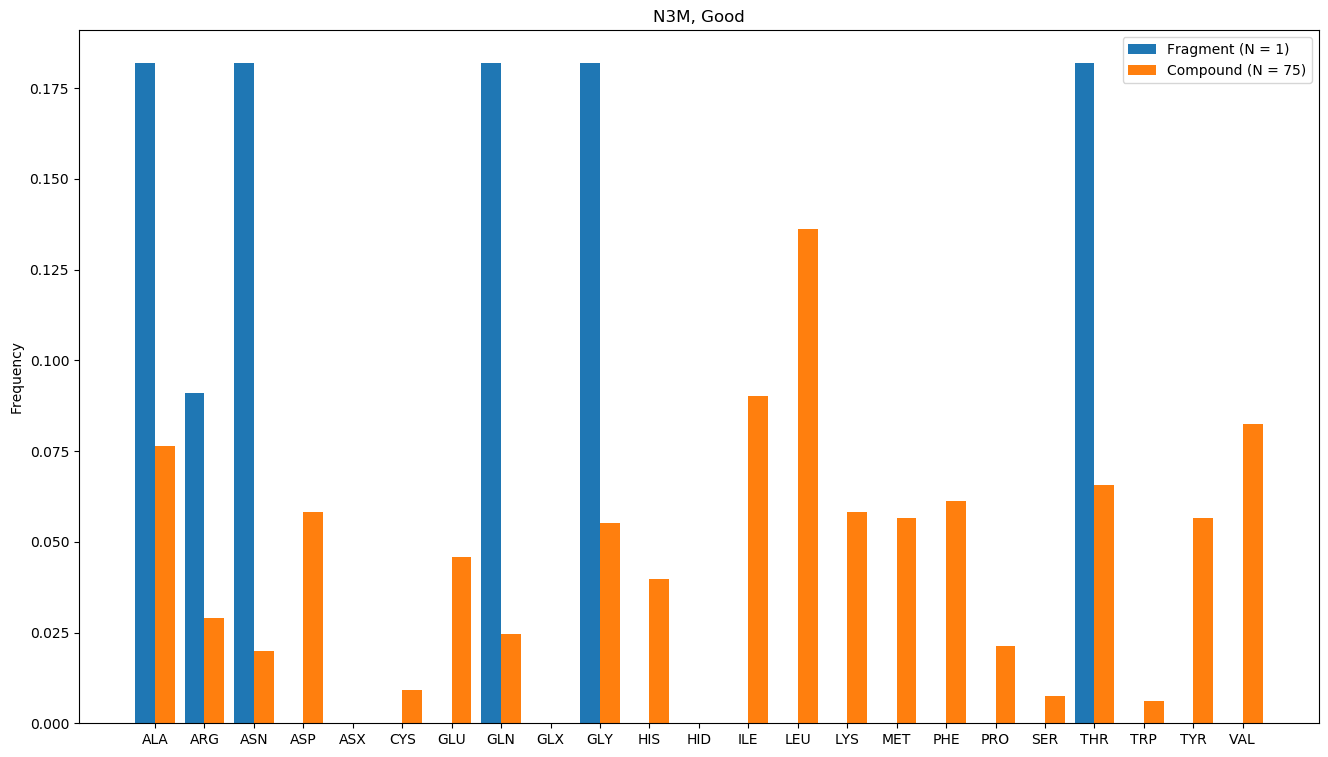 N3M, Good
Fragment (N = 1)
Compound (N = 75)
Frequency
0.175
0.150
0.125
0.100
0.075
0.050
0.025
0.000
ALA ARG ASN ASP ASX CYS GLU GLN GLX GLY HIS HID ILE LEU LYS MET PHE PRO SER THR TRP TYR VAL